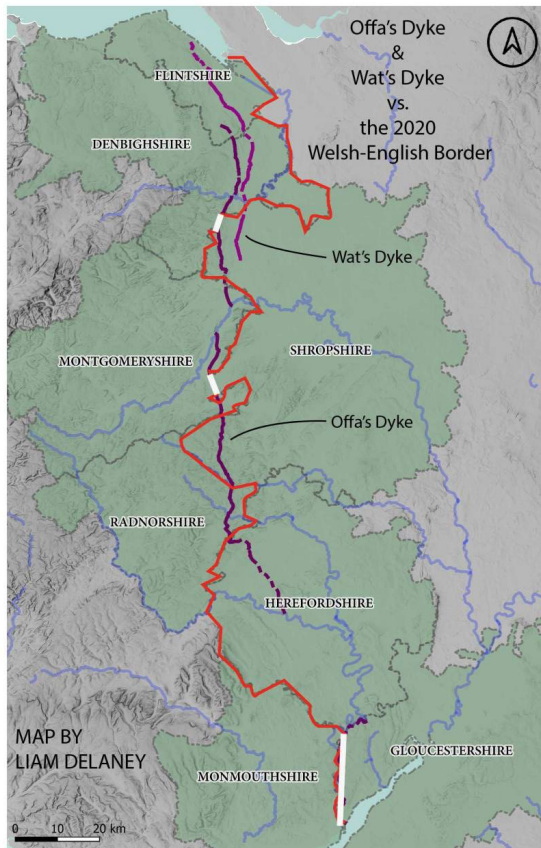 Offa's Dyke
&
Wat's Dyke
vs.
the 2020
Welsh-English Border
FLINTSHIRE
DENBIGHSHIRE
Wat's Dyke
MONTGOMERYSHIRE
SHROPSHIRE
Offa's Dyke
RADNORSHIRE
HEREFORDSHIRE
MAP BY
LIAM DELANEY
GLOUCESTERSHIRE
MONMOUTHSHIRE
0 10 20 km